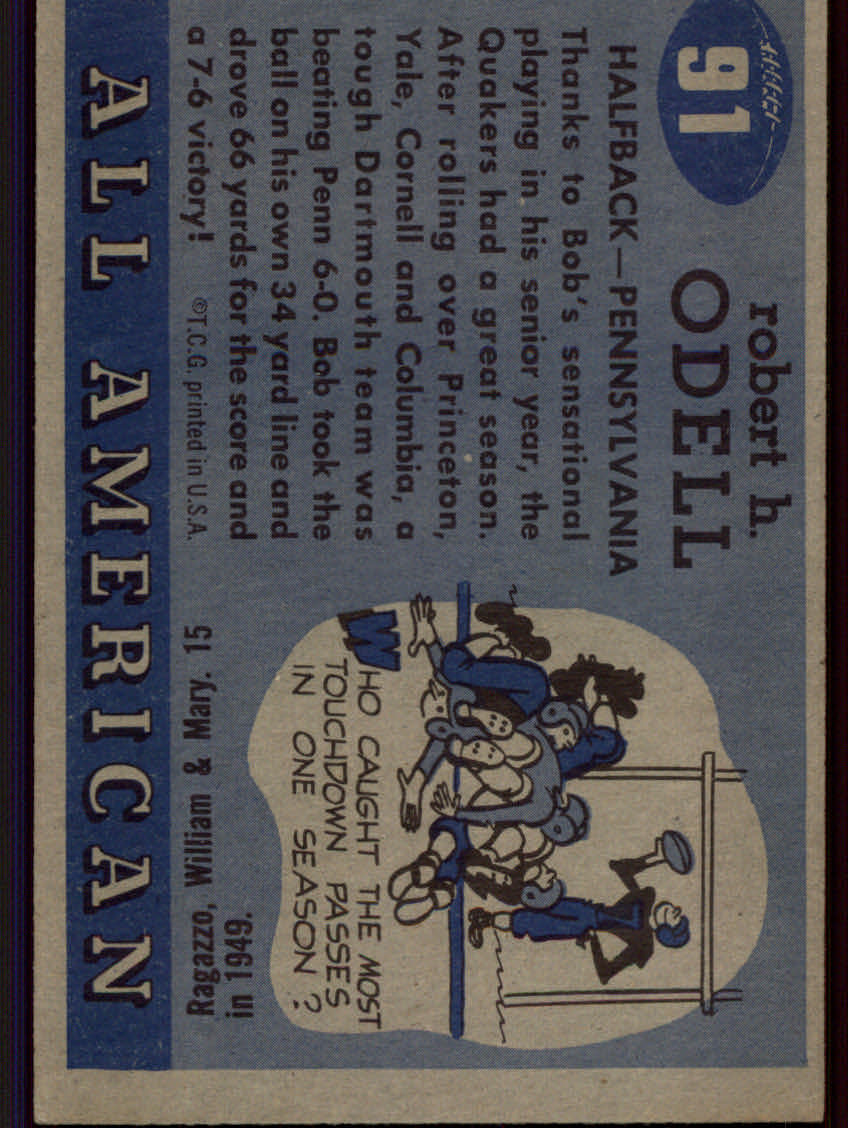 91
robert h.
ODELL
HALFBACK—PENNSYLVANIA
Thanks to Bob's sensational
playing in his senior year, the
Quakers had a great season.
After rolling over Princeton,
Yale, Cornell and Columbia, a
tough Dartmouth team was
beating Penn 6-0. Bob took the
ball on his own 34 yard line and
drove 66 yards for the score and
a 7-6 victory!
©T.C.G. printed in U.S.A.
WHO CAUGHT THE MOST
TOUCHDOWN PASSES
IN ONE SEASON?
Ragazzo, William & Mary. 15
in 1949.
ALL AMERICAN